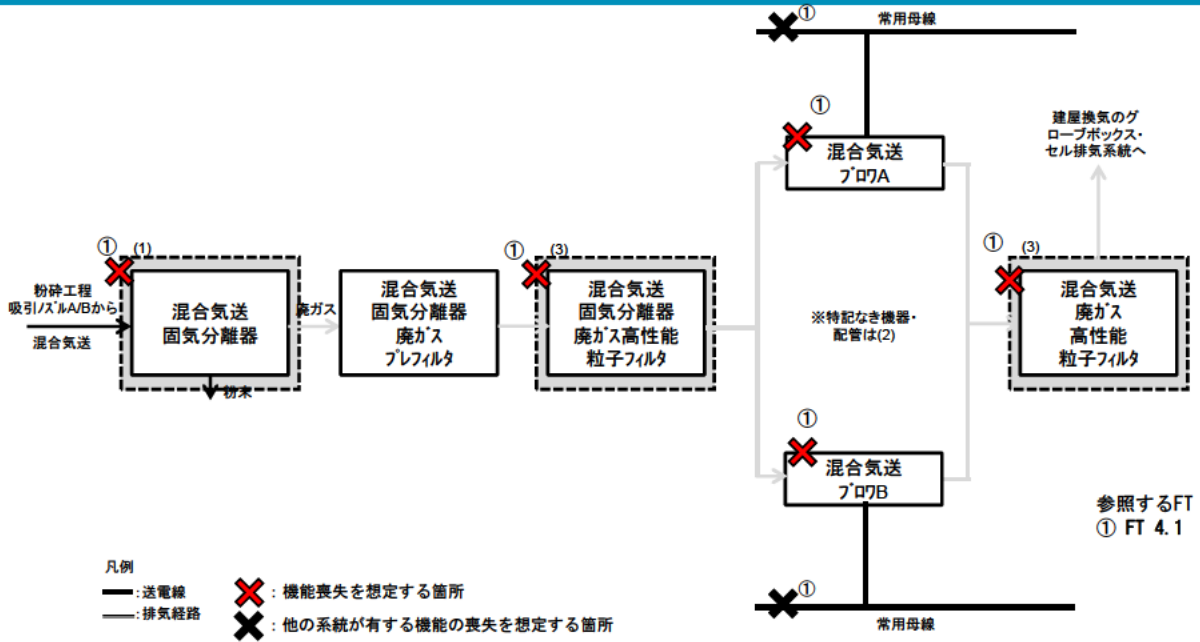 ①
常用母線
①
混合気送
ブロワA
建屋換気のグ
ローブボックス・
セル排気系統へ
① (1)
粉砕工程
吸引ノズルA/Bから
混合気送
混合気送
固気分離器
粉末
廃ガス
混合気送
固気分離器
廃ガス
プレフィルタ
① (3)
混合気送
固気分離器
廃ガス高性能
粒子フィルタ
※特記なき機器・
配管は(2)
① (3)
混合気送
廃ガス
高性能
粒子フィルタ
①
混合気送
ブロワB
参照するFT
① FT 4.1
①
常用母線
凡例
:送電線
:排気経路
: 機能喪失を想定する箇所
: 他の系統が有する機能の喪失を想定する箇所